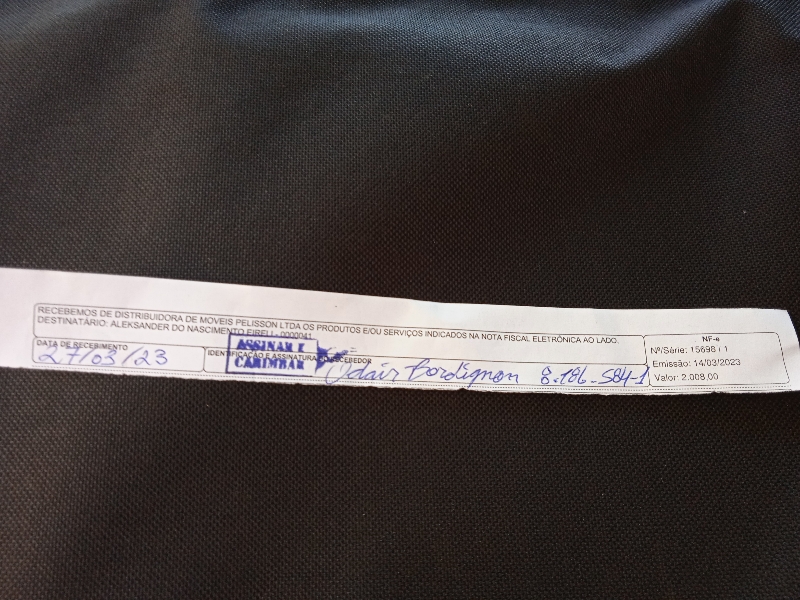 RECEBEMOS DE DISTRIBUIDORA DE MOVEIS PELISSON LTDA OS PRODUTOS E/OU SERVIÇOS INDICADOS NA NOTA FISCAL ELETRÔNICA AO LADO.
DESTINATÁRIO: ALEKSANDER DO NASCIMENTO EIRELI - 0000041
DATA DE RECEBIMENTO
27/03/23
IDENTIFICAÇÃO E ASSINATURA RECEBEDOR
ASSINAR E
CARIMBAR
Odair Bordignon 8.186.584-1
NF-e
Nº/Série: 15698 / 1
Emissão: 14/03/2023
Valor: 2.008,00